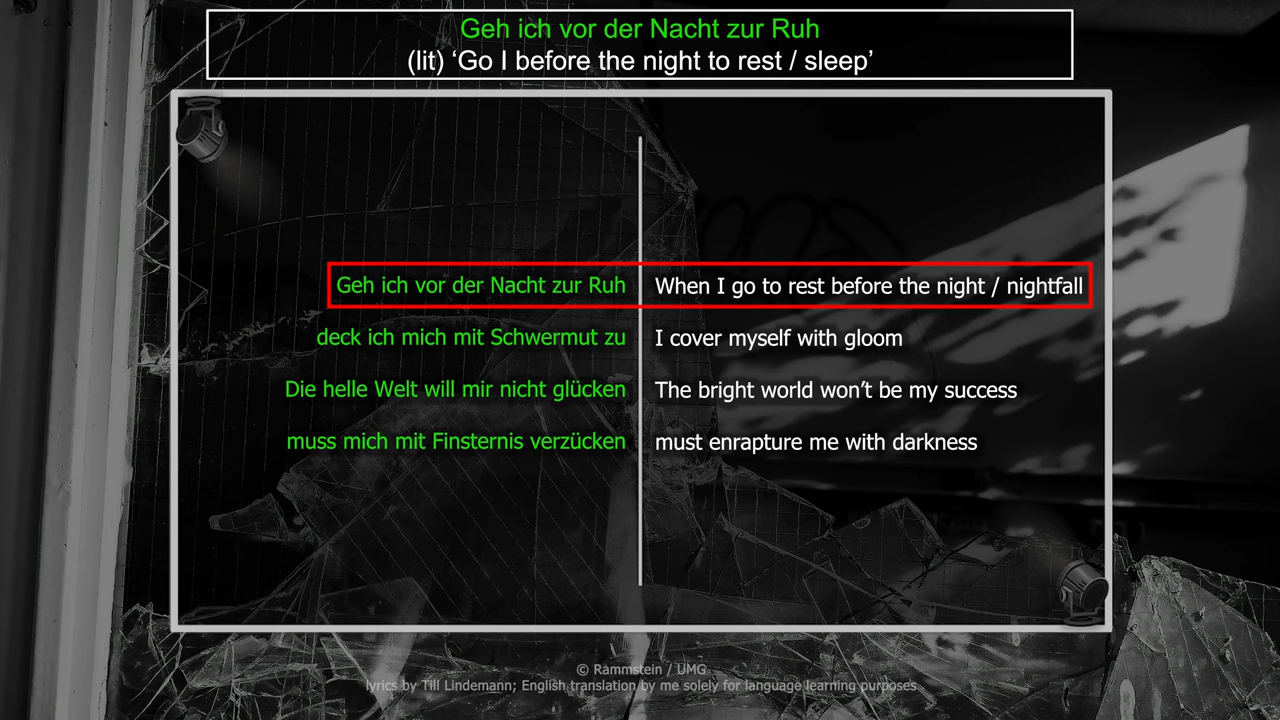 Geh ich vor der Nacht zur Ruh
(lit) ‘Go I before the night to rest / sleep’
Geh ich vor der Nacht zur Ruh
When I go to rest before the night / nightfall
deck ich mich mit Schwermut zu
I cover myself with gloom
Die helle Welt will mir nicht glücken
The bright world won’t be my success
muss mich mit Finsternis verzücken
must enrapture me with darkness
© Rammstein / UMG
lyrics by Till Lindemann; English translation by me solely for language learning purposes